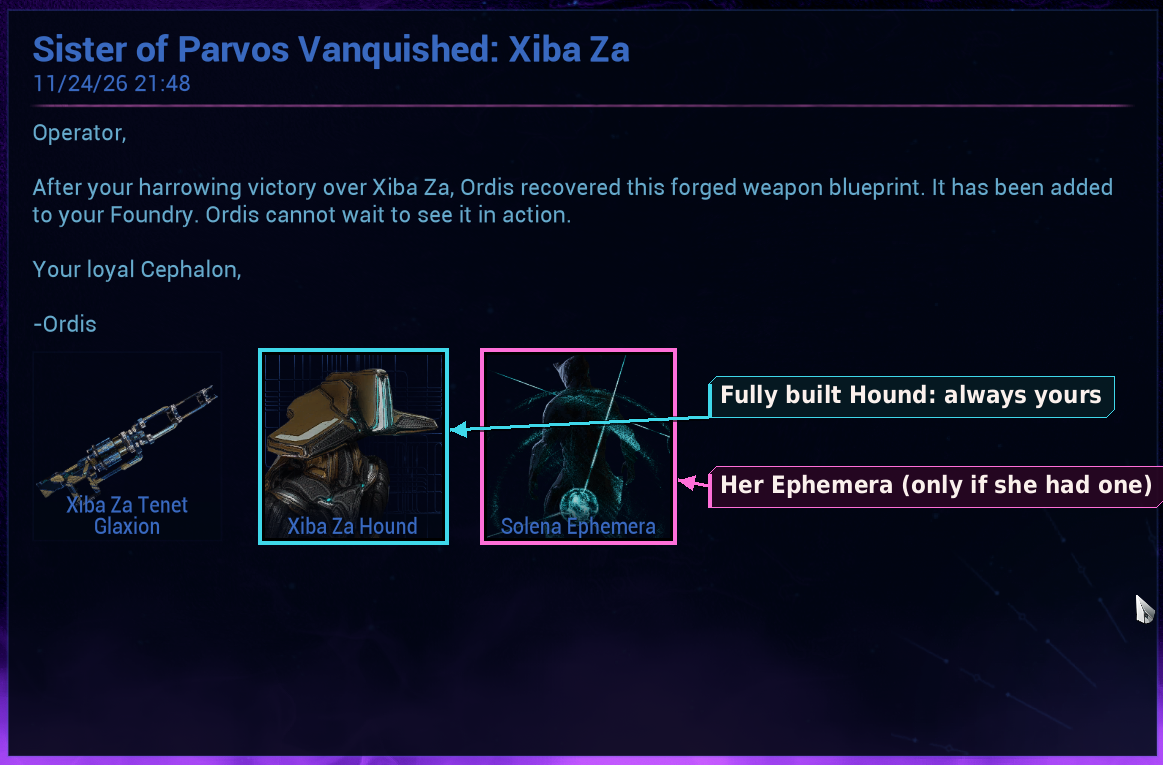 Sister of Parvos Vanquished: Xiba Za
11/24/26 21:48
Operator,
After your harrowing victory over Xiba Za, Ordis recovered this forged weapon blueprint. It has been added
to your Foundry. Ordis cannot wait to see it in action.
Your loyal Cephalon,
-Ordis
Fully built Hound: always yours
Her Ephemera (only if she had one)
Xiba Za Tenet
Glaxion
Xiba Za Hound
Solena Ephemera